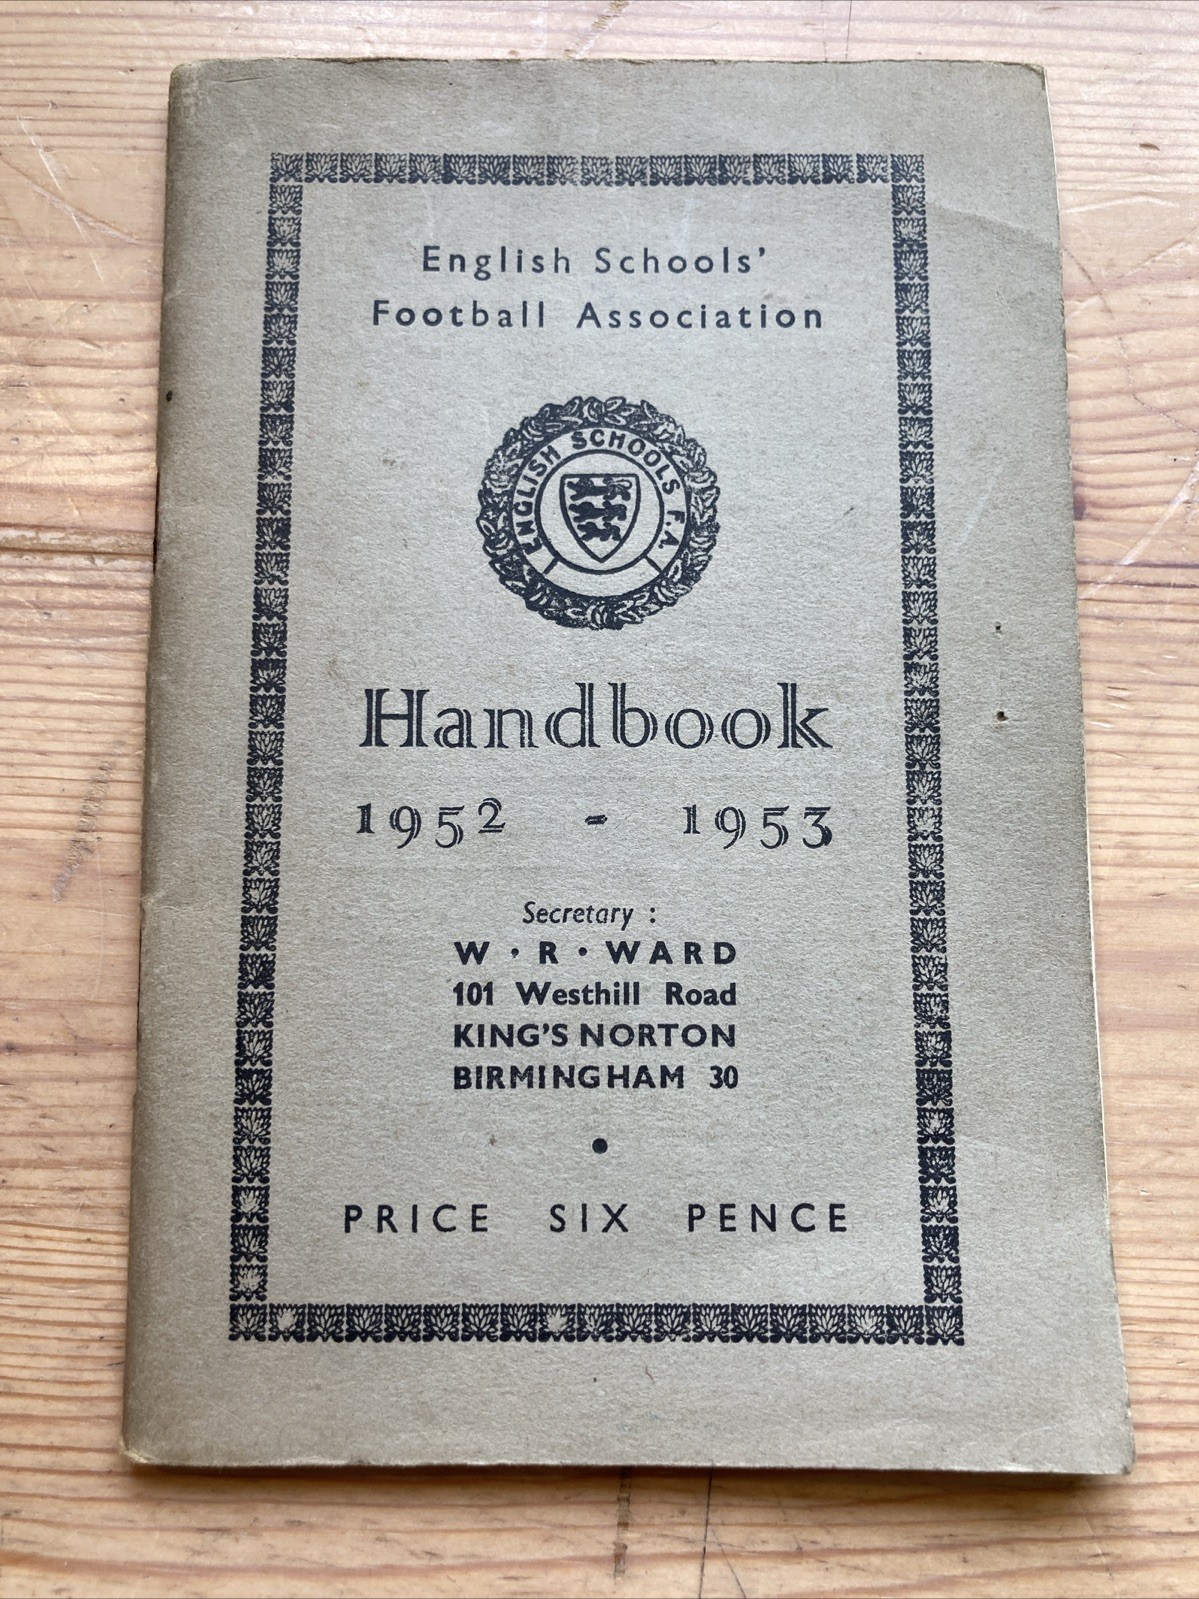 English Schools'
Football Association
ENGLISH SCHOOLS F.A.
Handbook
1952 - 1953
Secretary :
W · R · WARD
101 Westhill Road
KING'S NORTON
BIRMINGHAM 30
PRICE SIX PENCE